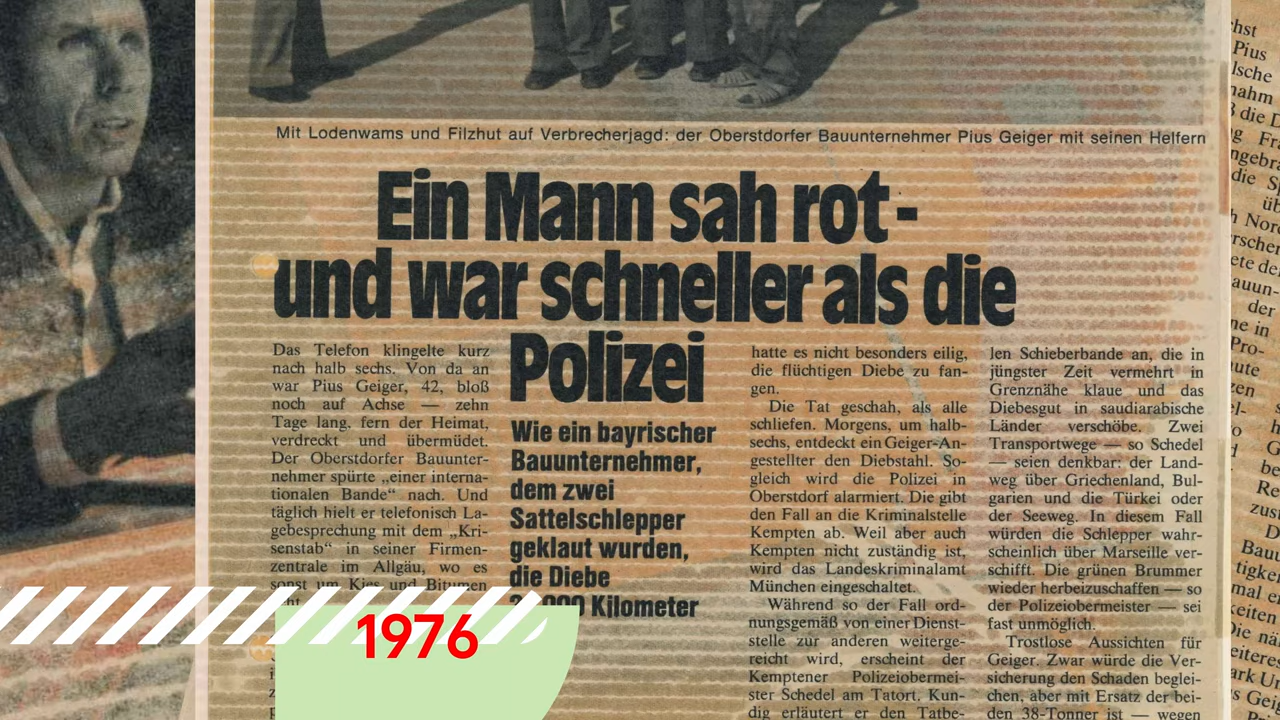 Mit Lodenwams und Filzhut auf Verbrecherjagd: der Oberstdorfer Bauunternehmer Pius Geiger mit seinen Helfern
Ein Mann sah rot -
und war schneller als die
Polizei
Das Telefon klingelte kurz
nach halb sechs. Von da an
war Pius Geiger, 42, bloß
noch auf Achse — zehn
Tage lang, fern der Heimat,
verdreckt und übermüdet.
Der Oberstdorfer Bauunter-
nehmer spürte „einer interna-
tionalen Bande“ nach. Und
täglich hielt er telefonisch La-
gebesprechung mit dem „Kri-
senstab“ in seiner Firmen-
zentrale im Allgäu, wo es
sonst um Kies und Bitumen
Wie ein bayrischer
Bauunternehmer,
dem zwei
Sattelschlepper
geklaut wurden,
die Diebe
Kilometer
hatte es nicht besonders eilig,
die flüchtigen Diebe zu fan-
gen.
Die Tat geschah, als alle
schliefen. Morgens, um halb-
sechs, entdeckt ein Geiger-An-
gestellter den Diebstahl. So-
gleich wird die Polizei in
Oberstdorf alarmiert. Die gibt
den Fall an die Kriminalstelle
Kempten ab. Weil aber auch
Kempten nicht zuständig ist,
wird das Landeskriminalamt
München eingeschaltet.
Während so der Fall ord-
nungsgemäß von einer Dienst-
stelle zur anderen weiterge-
reicht wird, erscheint der
Kemptener Polizeiobermei-
ster Schedel am Tatort. Kun-
dig erläutert er den Tatbe-
len Schieberbande an, die in
jüngster Zeit vermehrt in
Grenznähe klaue und das
Diebesgut in saudiarabische
Länder verschöbe. Zwei
Transportwege — so Schedel
— seien denkbar: der Land-
weg über Griechenland, Bul-
garien und die Türkei oder
der Seeweg. In diesem Fall
würden die Schlepper wahr-
scheinlich über Marseille ver-
schifft. Die grünen Brummer
wieder herbeizuschaffen — so
der Polizeiobermeister — sei
fast unmöglich.
Trostlose Aussichten für
Geiger. Zwar würde die Ver-
sicherung den Schaden beglei-
chen, aber mit Ersatz der bei-
den 38-Tonner ist — wegen
Pius
1976